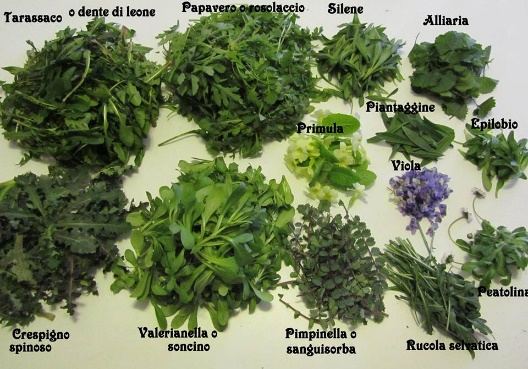 Tarassaco o dente di leone
Papavero o rosolaccio
Silene
Alliaria
Piantaggine
Primula
Epilobio
Viola
Peatolina
Crespigno
spinoso
Valerianella o
soncino
Pimpinella o
sanguisorba
Rucola selvatica